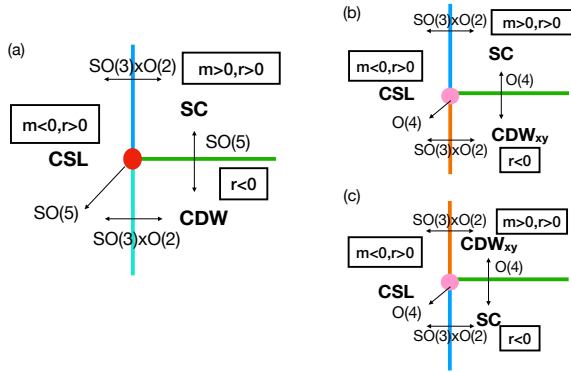 (a)
SO(3)xO(2)
m>0,r>0
SC
m<0,r>0
CSL
SO(5)
r<0
SO(5)
CDW
SO(3)xO(2)
(b)
SO(3)xO(2)
m>0,r>0
SC
m<0,r>0
CSL
O(4)
O(4)
CDWxy
SO(3)xO(2)
r<0
(c)
SO(3)xO(2)
m>0,r>0
CDWxy
m<0,r>0
O(4)
CSL
O(4)
SC
SO(3)xO(2)
r<0